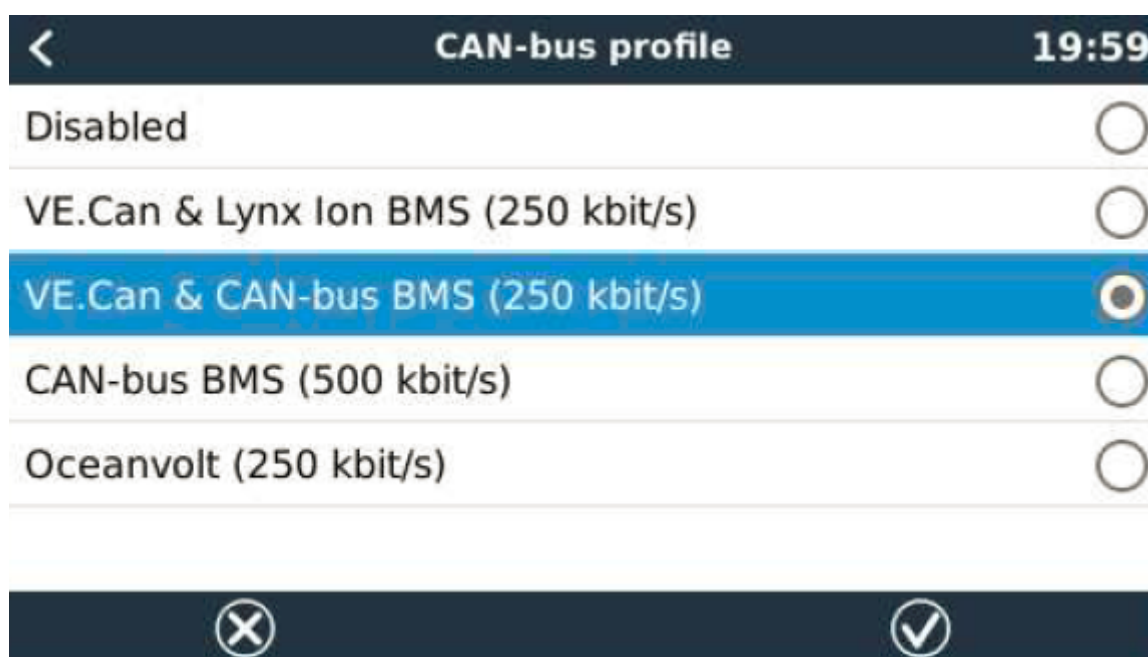 CAN-bus profile 19:59
Disabled
VE.Can & Lynx Ion BMS (250 kbit/s)
VE.Can & CAN-bus BMS (250 kbit/s)
CAN-bus BMS (500 kbit/s)
Oceanvolt (250 kbit/s)